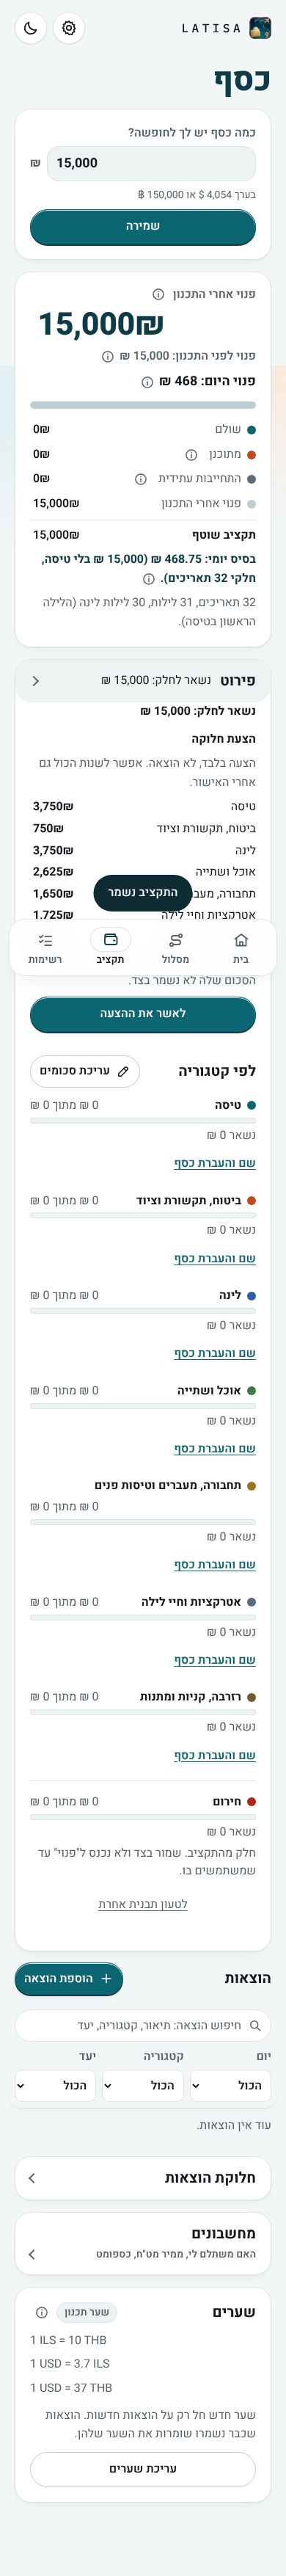 LATISA
כסף
כמה כסף יש לך לחופשה?
15,000 ₪
בערך 4,054 $ או 150,000 ฿
שמירה
פנוי אחרי התכנון
15,000₪
פנוי לפני התכנון: 15,000 ₪
פנוי היום: 468 ₪
שולם 0₪
מתוכנן 0₪
התחייבות עתידית 0₪
פנוי אחרי התכנון 15,000₪
תקציב שוטף 15,000₪
בסיס יומי: 468.75 ₪ (15,000 ₪ בלי טיסה,
חלקי 32 תאריכים).
32 תאריכים, 31 לילות, 30 לילות לינה (הלילה
הראשון בטיסה).
פירוט נשאר לחלק: 15,000 ₪
נשאר לחלק: 15,000 ₪
הצעת חלוקה
הצעה בלבד, לא הוצאה. אפשר לשנות הכול גם
אחרי האישור.
טיסה 3,750₪
ביטוח, תקשורת וציוד 750₪
לינה 3,750₪
אוכל ושתייה 2,625₪
תחבורה, מעב 1,650₪
התקציב נשמר
אטרקציות וחיי לילה 1,725₪
בית
מסלול
תקציב
רשימות
הסכום שלה לא נשמר בצד.
לאשר את ההצעה
לפי קטגוריה
עריכת סכומים
טיסה 0 ₪ מתוך 0 ₪
נשאר 0 ₪
שם והעברת כסף
ביטוח, תקשורת וציוד 0 ₪ מתוך 0 ₪
נשאר 0 ₪
שם והעברת כסף
לינה 0 ₪ מתוך 0 ₪
נשאר 0 ₪
שם והעברת כסף
אוכל ושתייה 0 ₪ מתוך 0 ₪
נשאר 0 ₪
שם והעברת כסף
תחבורה, מעברים וטיסות פנים
0 ₪ מתוך 0 ₪
נשאר 0 ₪
שם והעברת כסף
אטרקציות וחיי לילה 0 ₪ מתוך 0 ₪
נשאר 0 ₪
שם והעברת כסף
רזרבה, קניות ומתנות 0 ₪ מתוך 0 ₪
נשאר 0 ₪
שם והעברת כסף
חירום 0 ₪ מתוך 0 ₪
נשאר 0 ₪
חלק מהתקציב. שמור בצד ולא נכנס ל"פנוי" עד
שמשתמשים בו.
לטעון תבנית אחרת
הוצאות
הוספת הוצאה
חיפוש הוצאה: תיאור, קטגוריה, יעד
יום קטגוריה יעד
הכול הכול הכול
עוד אין הוצאות.
חלוקת הוצאות
מחשבונים
האם משתלם לי, ממיר מט"ח, כספומט
שערים
שער תכנון
1 ILS = 10 THB
1 USD = 3.7 ILS
1 USD = 37 THB
שער חדש חל רק על הוצאות חדשות. הוצאות
שכבר נשמרו שומרות את השער שלהן.
עריכת שערים